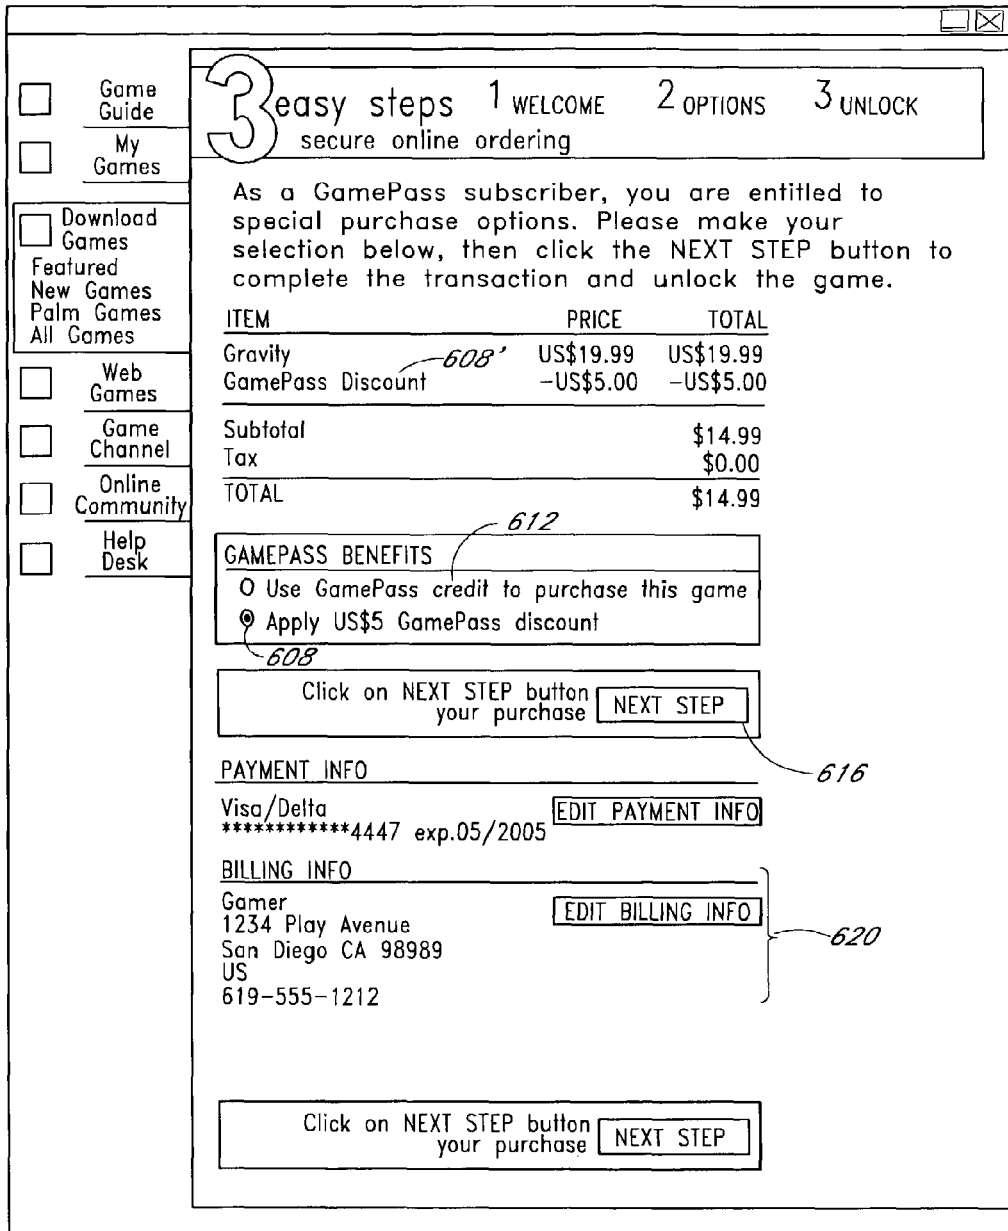 Game
Guide
My
Games
Download
Games
Featured
New Games
Palm Games
All Games
Web
Games
Game
Channel
Online
Community
Help
Desk
3 easy steps 1 WELCOME 2 OPTIONS 3 UNLOCK
secure online ordering
As a GamePass subscriber, you are entitled to
special purchase options. Please make your
selection below, then click the NEXT STEP button to
complete the transaction and unlock the game.
ITEM PRICE TOTAL
Gravity 608' US$19.99 US$19.99
GamePass Discount -US$5.00 -US$5.00
Subtotal $14.99
Tax $0.00
TOTAL $14.99
612
GAMEPASS BENEFITS
Use GamePass credit to purchase this game
Apply US$5 GamePass discount
608
Click on NEXT STEP button
your purchase NEXT STEP
616
PAYMENT INFO
Visa/Delta EDIT PAYMENT INFO
************4447 exp.05/2005
BILLING INFO
Gamer EDIT BILLING INFO
1234 Play Avenue
620
San Diego CA 98989
US
619-555-1212
Click on NEXT STEP button
your purchase NEXT STEP